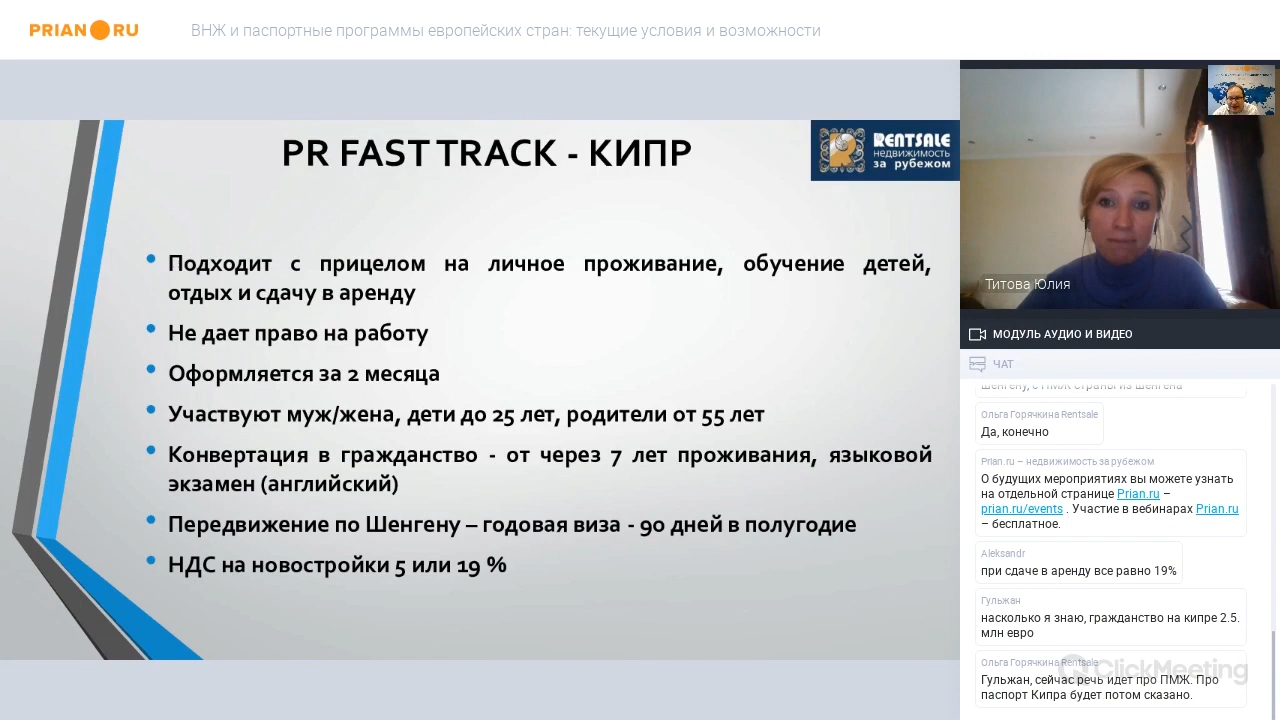 PRIAN RU
ВНЖ и паспортные программы европейских стран: текущие условия и возможности
PR FAST TRACK - КИПР
RENTSALE
недвижимость
за рубежом
Подходит с прицелом на личное проживание, обучение детей,
отдых и сдачу в аренду
Не дает право на работу
Оформляется за 2 месяца
Участвуют муж/жена, дети до 25 лет, родители от 55 лет
Конвертация в гражданство - от через 7 лет проживания, языковой
экзамен (английский)
Передвижение по Шенгену – годовая виза - 90 дней в полугодие
НДС на новостройки 5 или 19 %
Титова Юлия
МОДУЛЬ АУДИО И ВИДЕО
ЧАТ
шенгену, с ПМЖ страны из шенгена
Ольга Горячкина Rentsale
Да, конечно
Prian.ru – недвижимость за рубежом
О будущих мероприятиях вы можете узнать
на отдельной странице Prian.ru –
prian.ru/events . Участие в вебинарах Prian.ru
– бесплатное.
Aleksandr
при сдаче в аренду все равно 19%
Гульжан
насколько я знаю, гражданство на кипре 2.5.
млн евро
Ольга Горячкина Rentsale
Гульжан, сейчас речь идет про ПМЖ. Про
паспорт Кипра будет потом сказано.
ClickMeeting